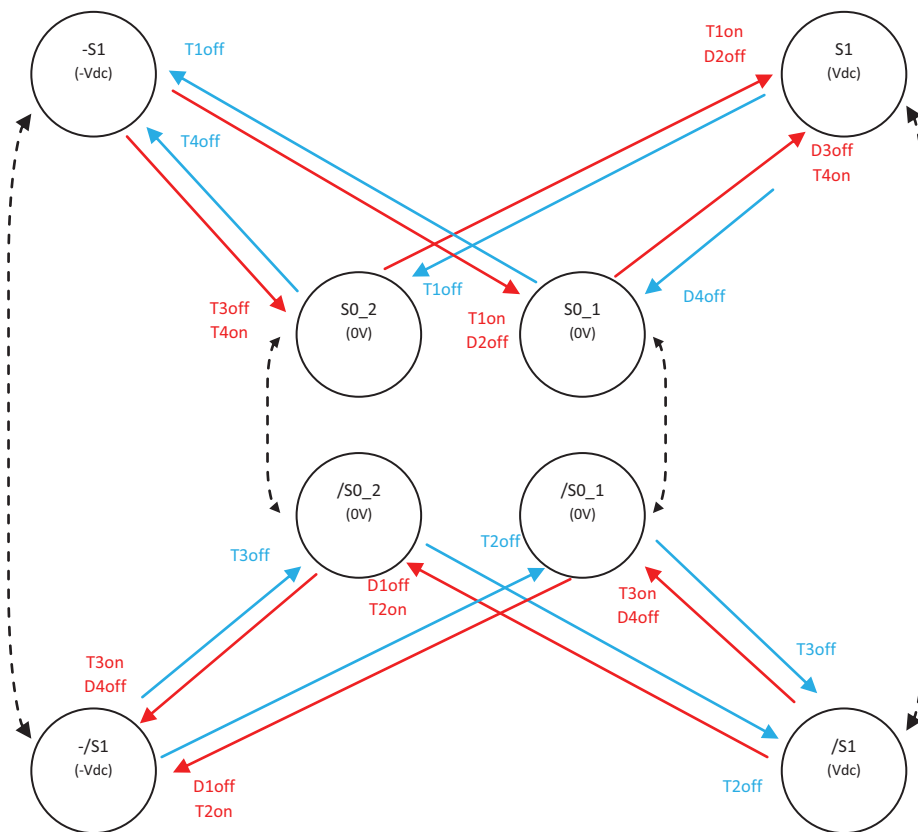 -S1
(-Vdc)
T1off
T1on
D2off
S1
(Vdc)
T4off
D3off
T4on
T3off
T4on
S0_2
(0V)
T1off
T1on
D2off
S0_1
(0V)
D4off
/S0_2
(0V)
/S0_1
(0V)
T3off
D1off
T2on
T2off
T3on
D4off
T3off
T3on
D4off
-/S1
(-Vdc)
D1off
T2on
T2off
/S1
(Vdc)